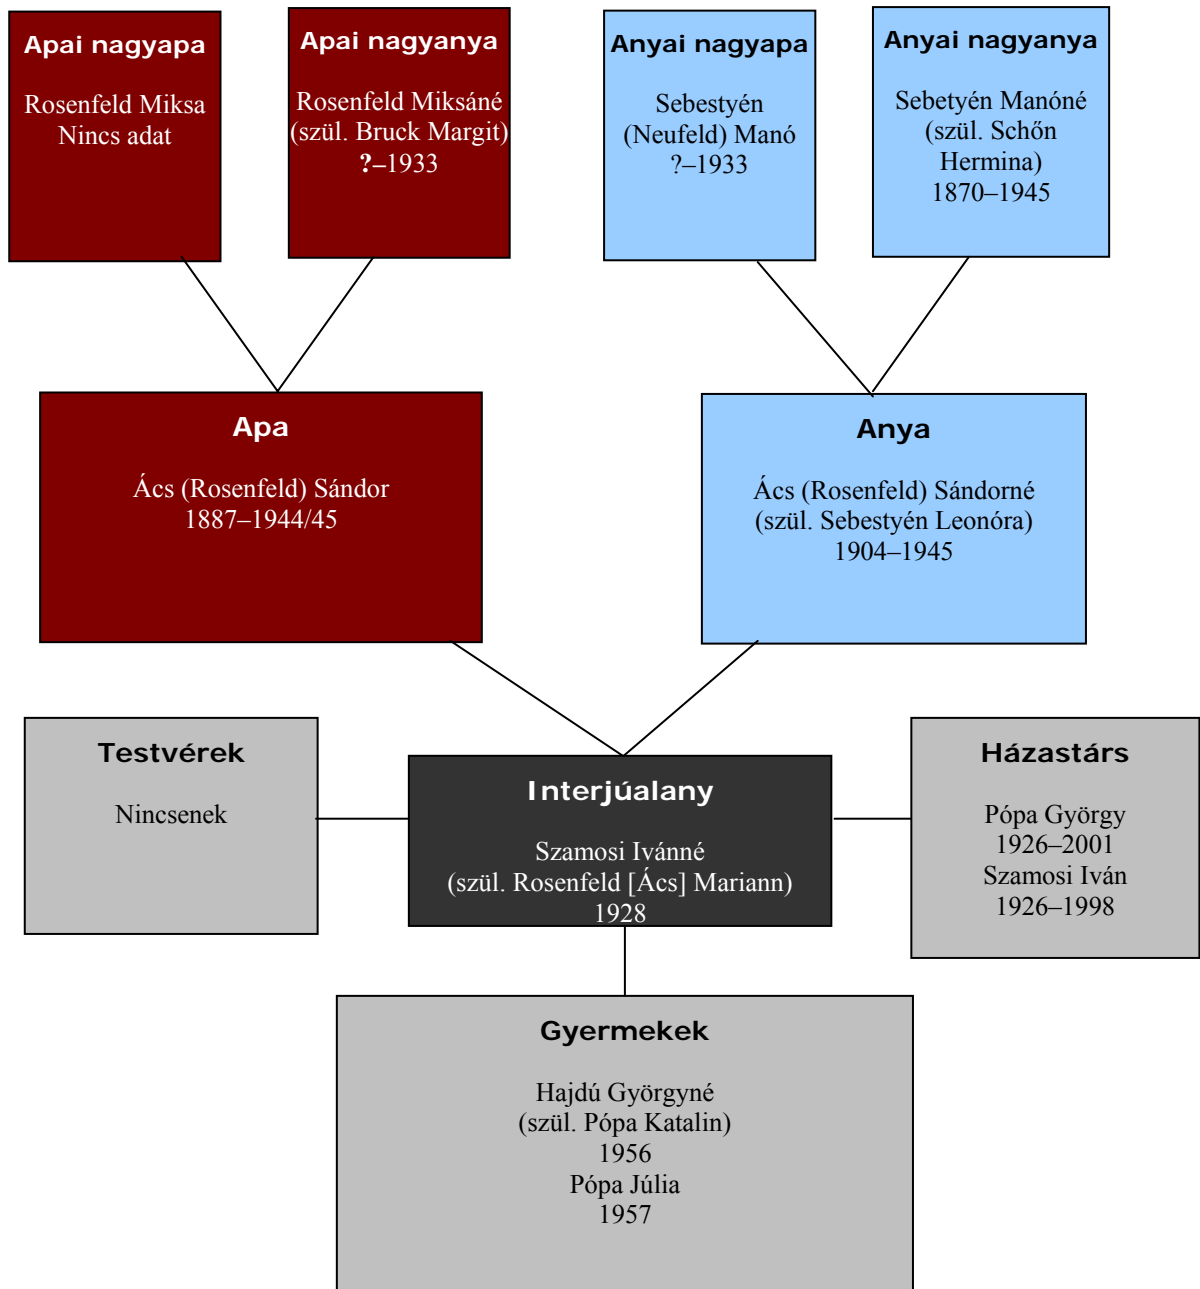 Apai nagyapa
Rosenfeld Miksa
Nincs adat
Apai nagyanya
Rosenfeld Miksáné
(szül. Bruck Margit)
?–1933
Anyai nagyapa
Sebestyén
(Neufeld) Manó
?–1933
Anyai nagyanya
Sebetyén Manóné
(szül. Schőn
Hermina)
1870–1945
Apa
Ács (Rosenfeld) Sándor
1887–1944/45
Anya
Ács (Rosenfeld) Sándorné
(szül. Sebestyén Leonóra)
1904–1945
Testvérek
Nincsenek
Interjúalany
Szamosi Ivánné
(szül. Rosenfeld [Ács] Mariann)
1928
Házastárs
Pópa György
1926–2001
Szamosi Iván
1926–1998
Gyermekek
Hajdú Györgyné
(szül. Pópa Katalin)
1956
Pópa Júlia
1957